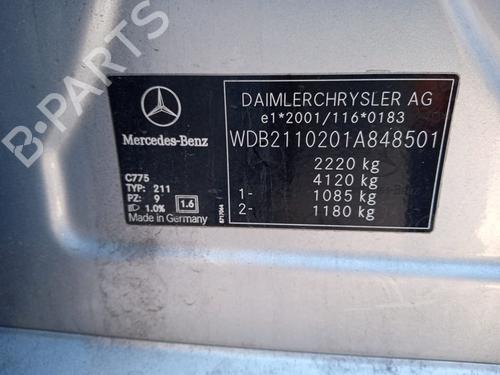 B-PARTS
Mercedes-Benz
C775
TYP: 211
PZ: 9
1.0%
1.6
Made in Germany
DAIMLERCHRYSLER AG
e1*2001/116*0183
WDB2110201A848501
2220 kg
4120 kg
1- 1085 kg
2- 1180 kg